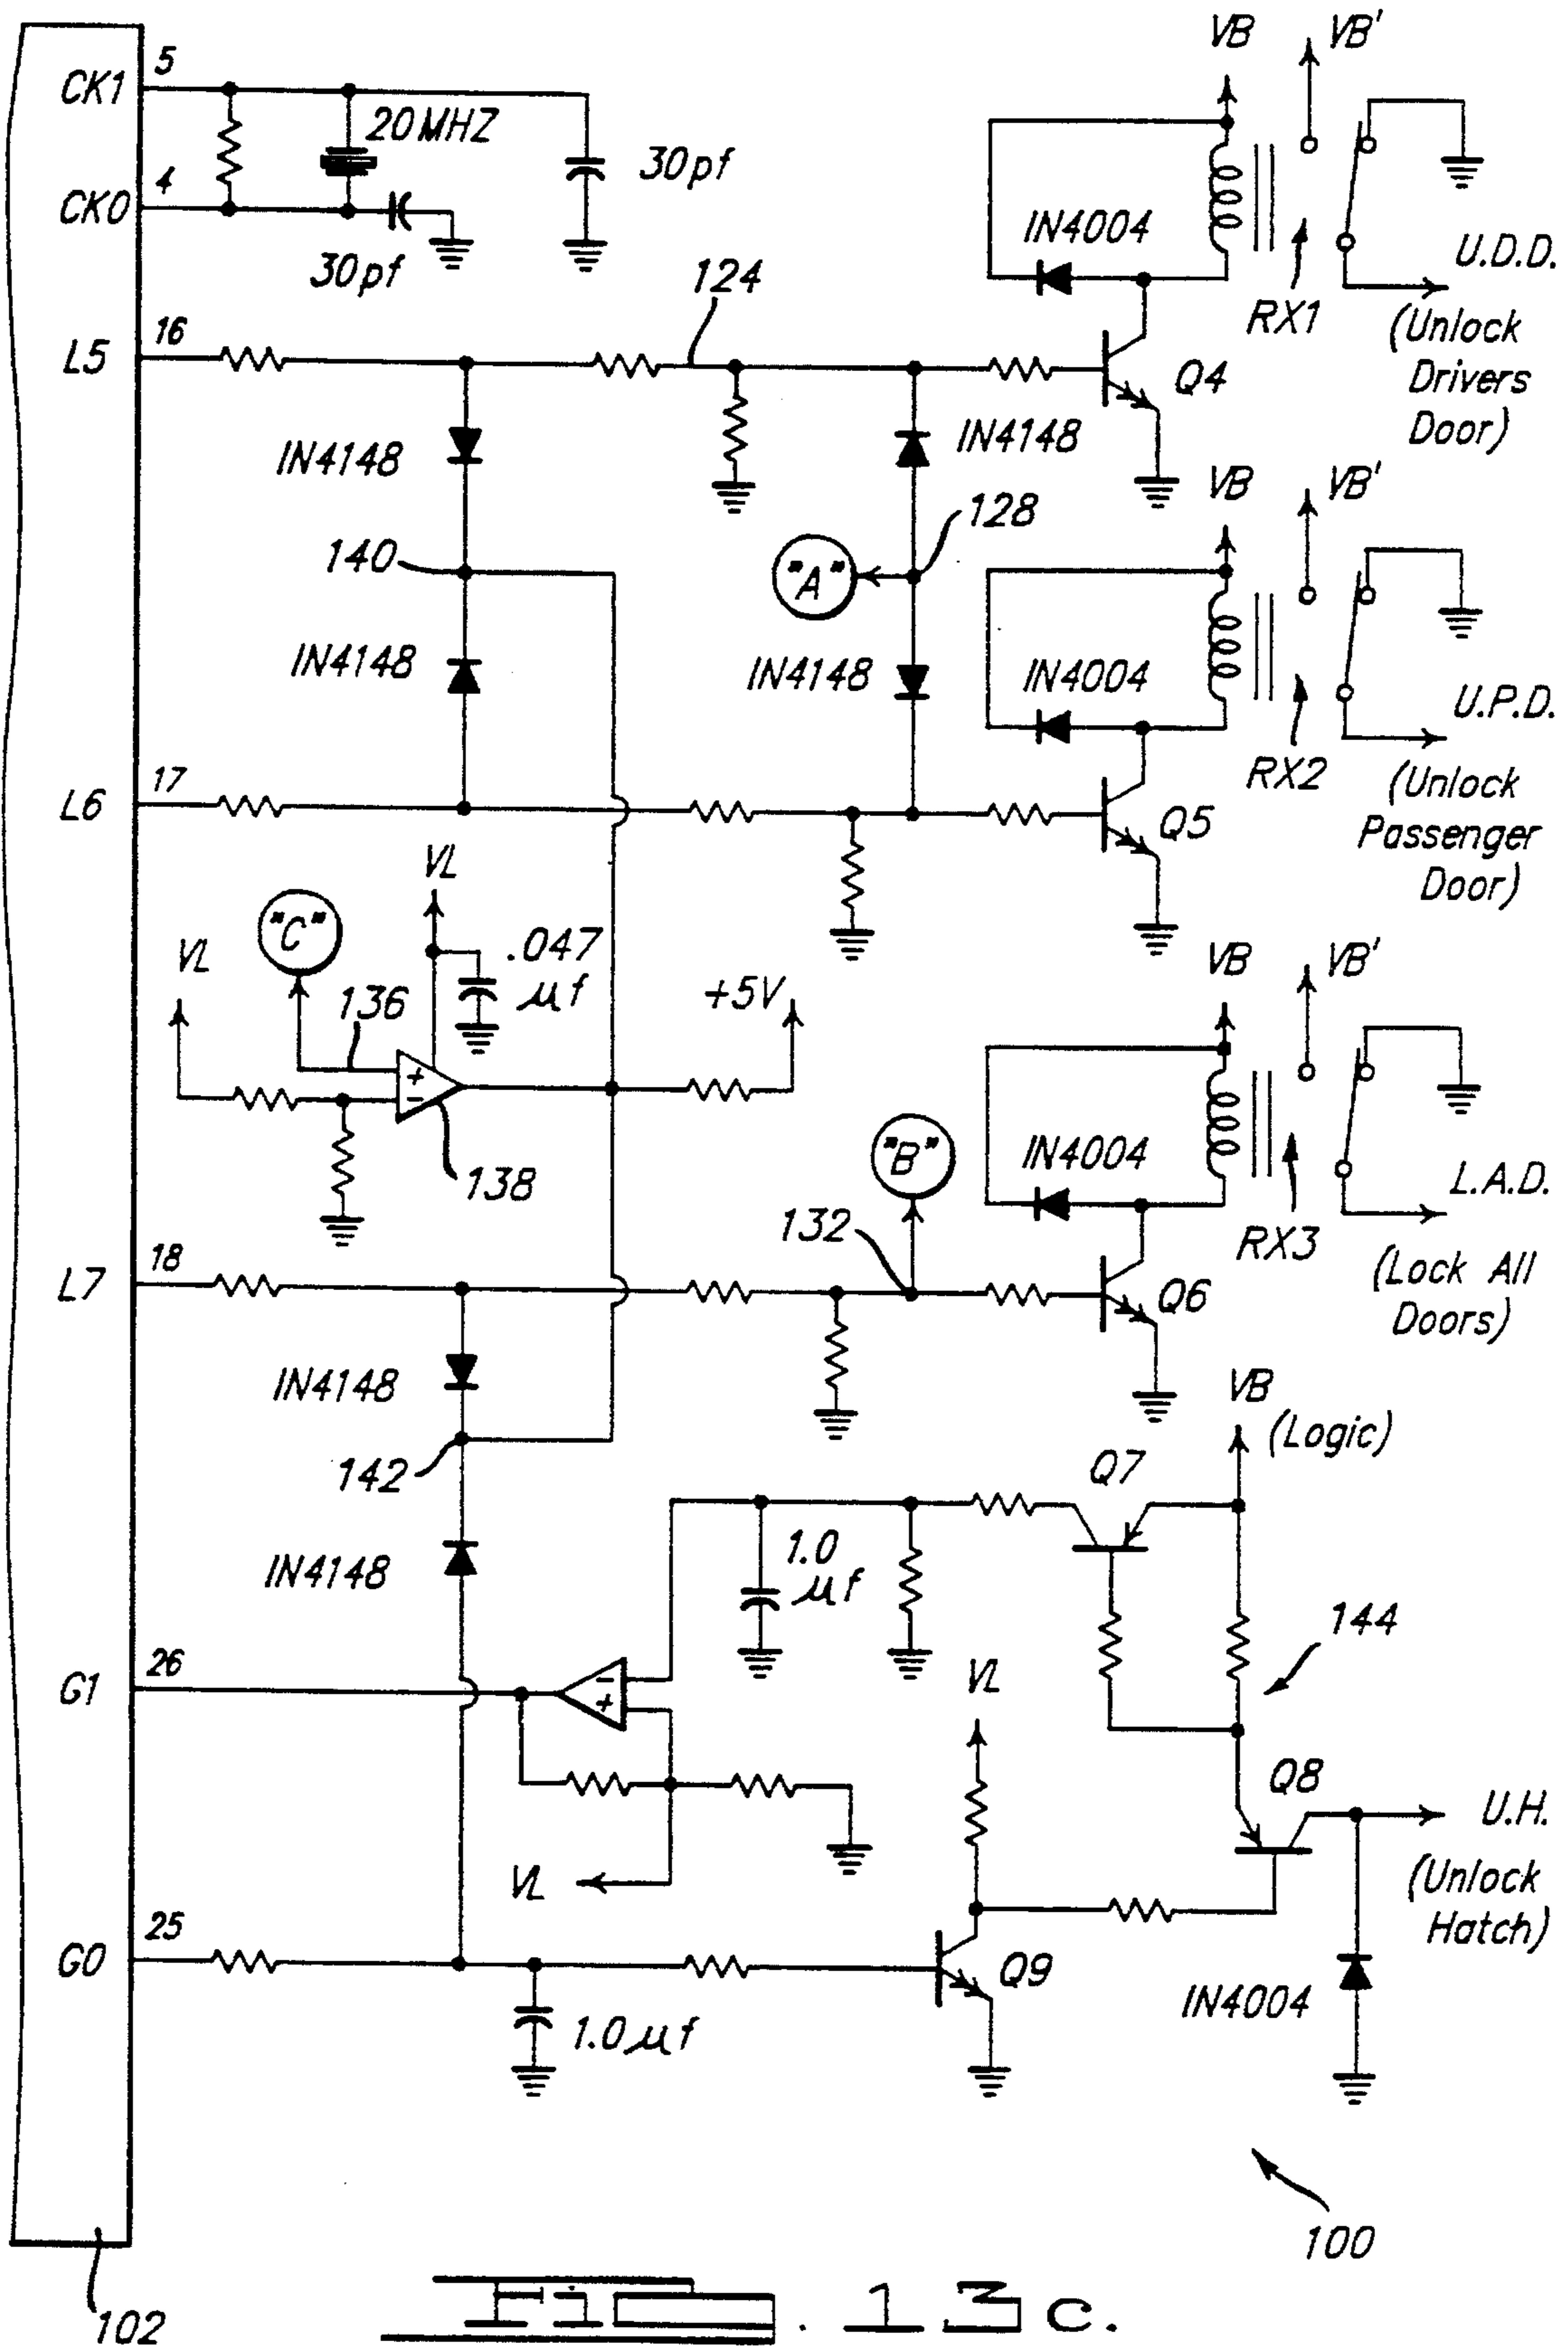 VB VB'
5
CK1
20MHZ
30pf
4
CK0
30pf
IN4004
RX1
U.D.D.
(Unlock
Drivers
Door)
124
16
L5
Q4
IN4148
IN4148
VB VB'
128
140
"A"
IN4148
IN4148
IN4004
U.P.D.
RX2
(Unlock
Passenger
Door)
17
L6
Q5
VL
"C"
.047
μf
VL
136
+5V
VB VB'
138
"B"
IN4004
L.A.D.
132
RX3
(Lock All
Doors)
18
L7
Q6
IN4148
VB
(Logic)
142
Q7
1.0
μf
IN4148
144
26
G1
-
+
VL
Q8
U.H.
(Unlock
Hatch)
VL
25
G0
Q9
IN4004
1.0μf
100
102
FIG. 13c.
+
-